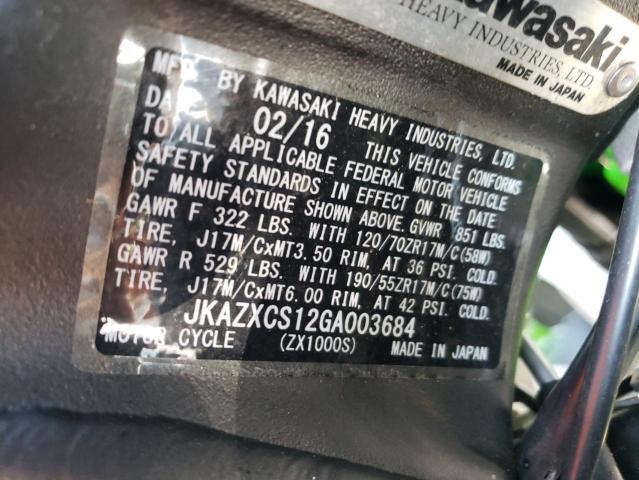 Kawasaki
HEAVY INDUSTRIES, LTD.
MADE IN JAPAN
MFD. BY KAWASAKI HEAVY INDUSTRIES, LTD.
DATE 02/16 THIS VEHICLE CONFORMS
TO ALL APPLICABLE FEDERAL MOTOR VEHICLE
SAFETY STANDARDS IN EFFECT ON THE DATE
OF MANUFACTURE SHOWN ABOVE. GVWR 851 LBS.
GAWR F 322 LBS. WITH 120/70ZR17M/C(58W)
TIRE, J17M/CxMT3.50 RIM, AT 36 PSI. COLD.
GAWR R 529 LBS. WITH 190/55ZR17M/C(75W)
TIRE, J17M/CxMT6.00 RIM, AT 42 PSI. COLD.
JKAZXCS12GA003684
MOTOR CYCLE (ZX1000S) MADE IN JAPAN